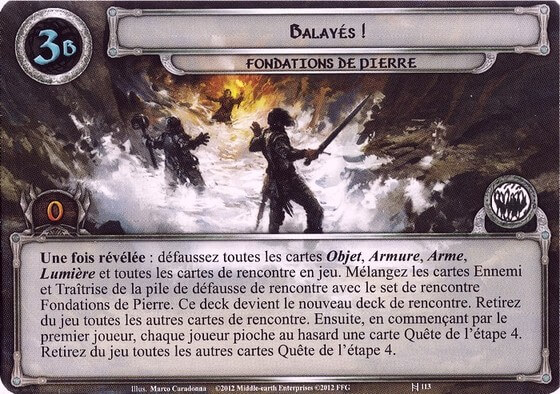 3B
BALAYÉS !
FONDATIONS DE PIERRE
0
Une fois révélée : défaussez toutes les cartes Objet, Armure, Arme,
Lumière et toutes les cartes de rencontre en jeu. Mélangez les cartes Ennemi
et Traîtrise de la pile de défausse de rencontre avec le set de rencontre
Fondations de Pierre. Ce deck devient le nouveau deck de rencontre. Retirez
du jeu toutes les autres cartes de rencontre. Ensuite, en commençant par le
premier joueur, chaque joueur pioche au hasard une carte Quête de l'étape 4.
Retirez du jeu toutes les autres cartes Quête de l'étape 4.
Illus. Marco Caradonna ©2012 Middle-earth Enterprises ©2012 FFG 113